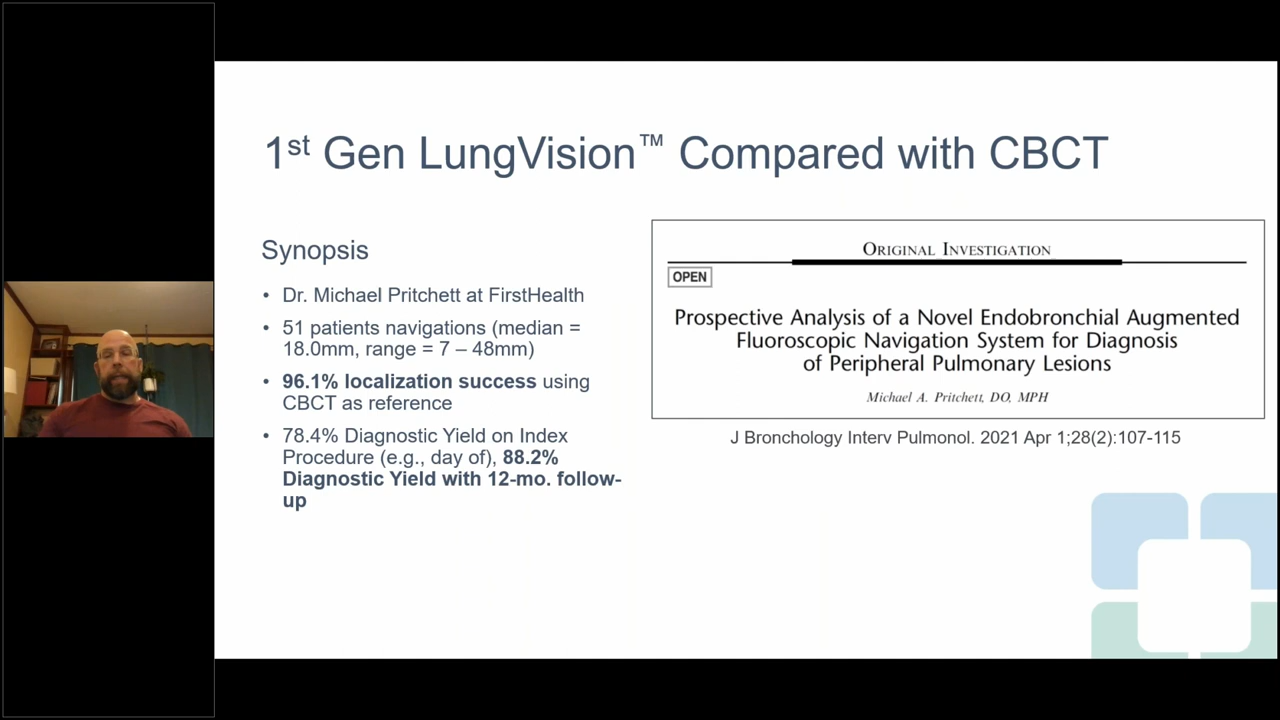 1st Gen LungVision™ Compared with CBCT
Synopsis
• Dr. Michael Pritchett at FirstHealth
• 51 patients navigations (median =
18.0mm, range = 7 – 48mm)
• 96.1% localization success using
CBCT as reference
• 78.4% Diagnostic Yield on Index
Procedure (e.g., day of), 88.2%
Diagnostic Yield with 12-mo. follow-
up
ORIGINAL INVESTIGATION
OPEN
Prospective Analysis of a Novel Endobronchial Augmented
Fluoroscopic Navigation System for Diagnosis
of Peripheral Pulmonary Lesions
Michael A. Pritchett, DO, MPH
J Bronchology Interv Pulmonol. 2021 Apr 1;28(2):107-115